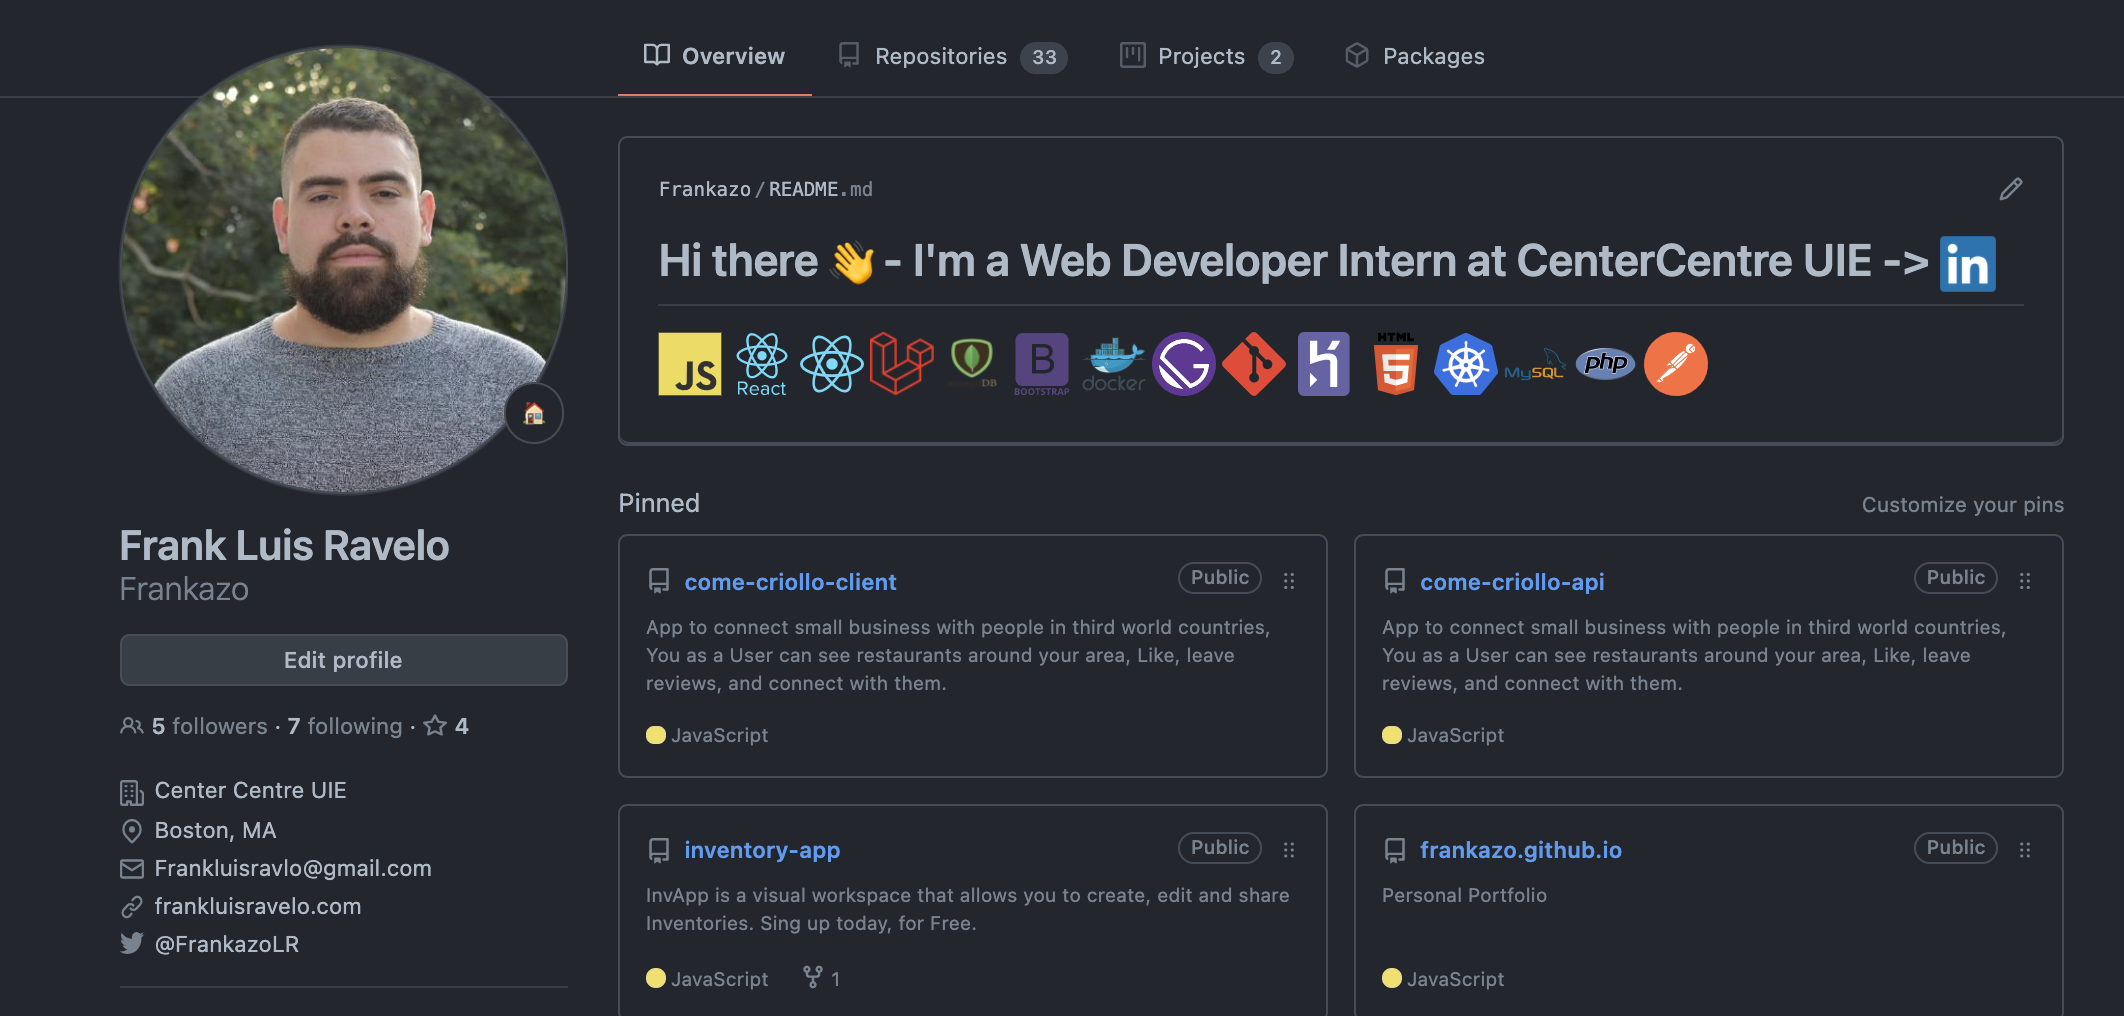 Overview Repositories 33 Projects 2 Packages
Frankazo/README.md
Hi there 👋 - I'm a Web Developer Intern at CenterCentre UIE -> in
JS React DB B BOOTSTRAP docker HTML 5 MySQL php
Frank Luis Ravelo
Frankazo
Edit profile
5 followers · 7 following · 4
Center Centre UIE
Boston, MA
Frankluisravlo@gmail.com
frankluisravelo.com
@FrankazoLR
Pinned
Customize your pins
come-criollo-client Public
App to connect small business with people in third world countries,
You as a User can see restaurants around your area, Like, leave
reviews, and connect with them.
JavaScript
come-criollo-api Public
App to connect small business with people in third world countries,
You as a User can see restaurants around your area, Like, leave
reviews, and connect with them.
JavaScript
inventory-app Public
InvApp is a visual workspace that allows you to create, edit and share
Inventories. Sing up today, for Free.
JavaScript 1
frankazo.github.io Public
Personal Portfolio
JavaScript